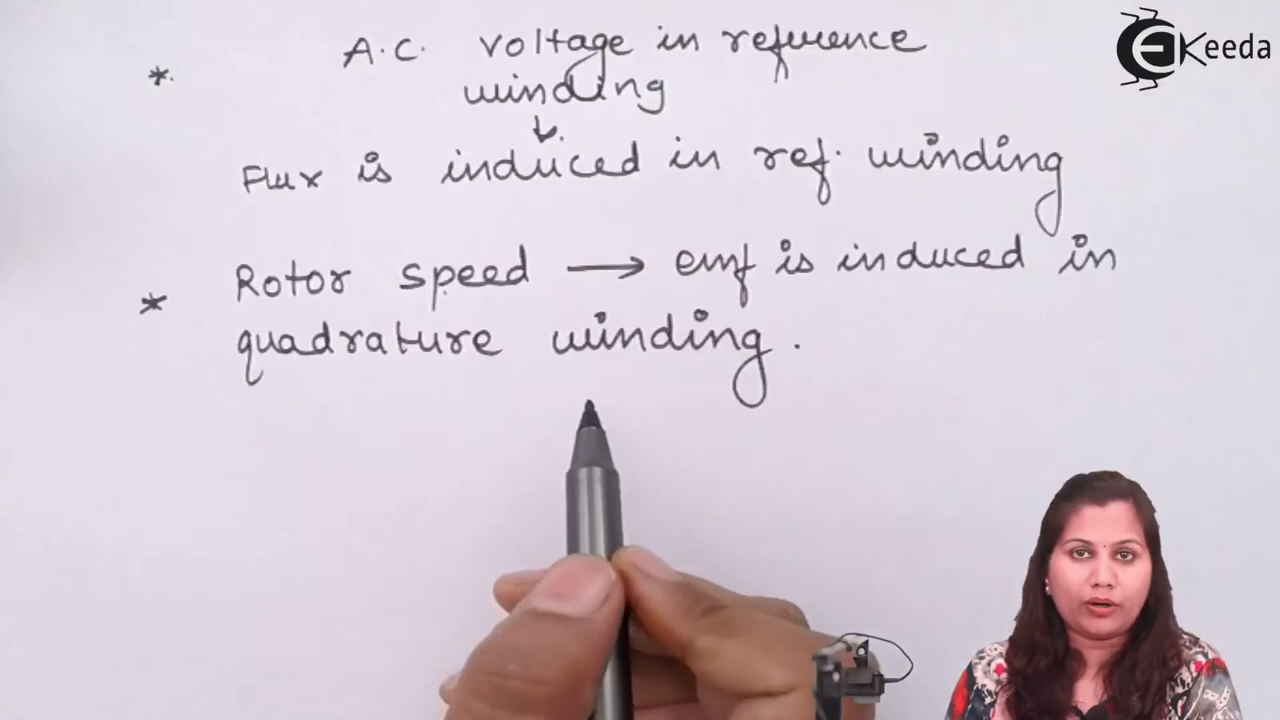 EKeeda
* A.C. voltage in reference
winding
↓
Flux is induced in ref. winding
* Rotor speed → emf is induced in
quadrature winding.